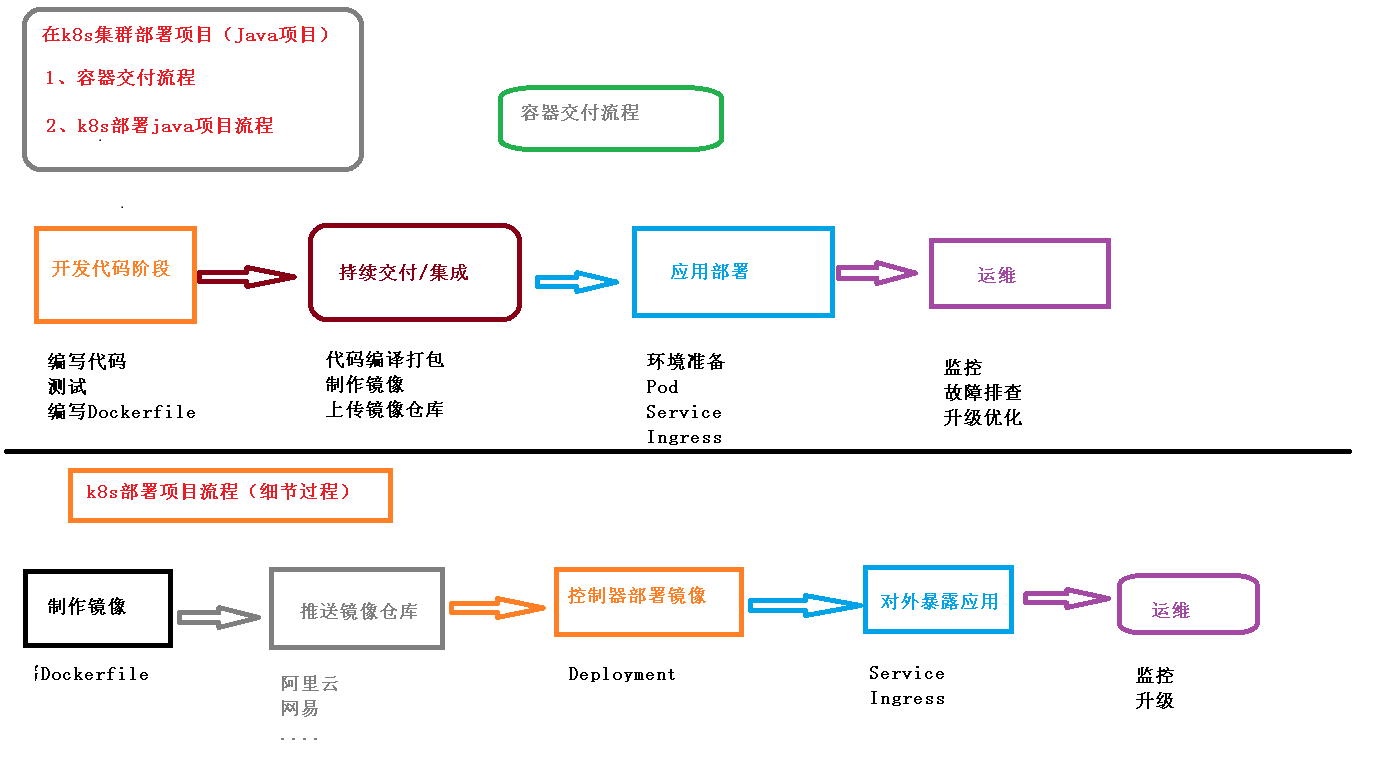 在k8s集群部署项目（Java项目）
1、容器交付流程
2、k8s部署java项目流程
容器交付流程
开发代码阶段
持续交付/集成
应用部署
运维
编写代码
测试
编写Dockerfile
代码编译打包
制作镜像
上传镜像仓库
环境准备
Pod
Service
Ingress
监控
故障排查
升级优化
k8s部署项目流程（细节过程）
制作镜像
推送镜像仓库
控制器部署镜像
对外暴露应用
运维
Dockerfile
阿里云
网易
....
Deployment
Service
Ingress
监控
升级